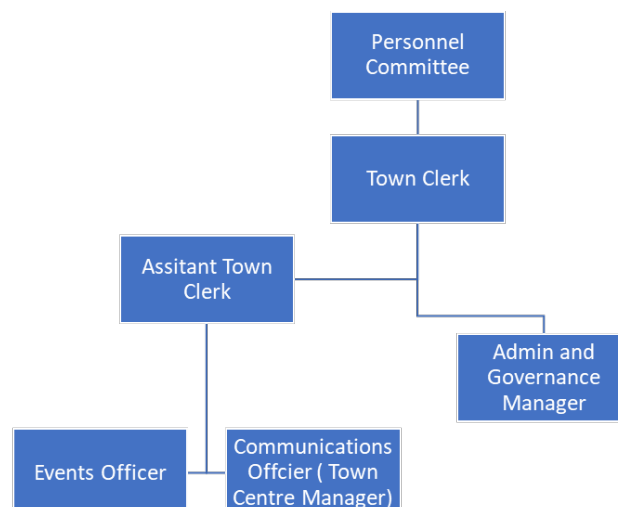 Personnel
Committee
Town Clerk
Assitant Town
Clerk
Admin and
Governance
Manager
Events Officer
Communications
Offcier ( Town
Centre Manager)